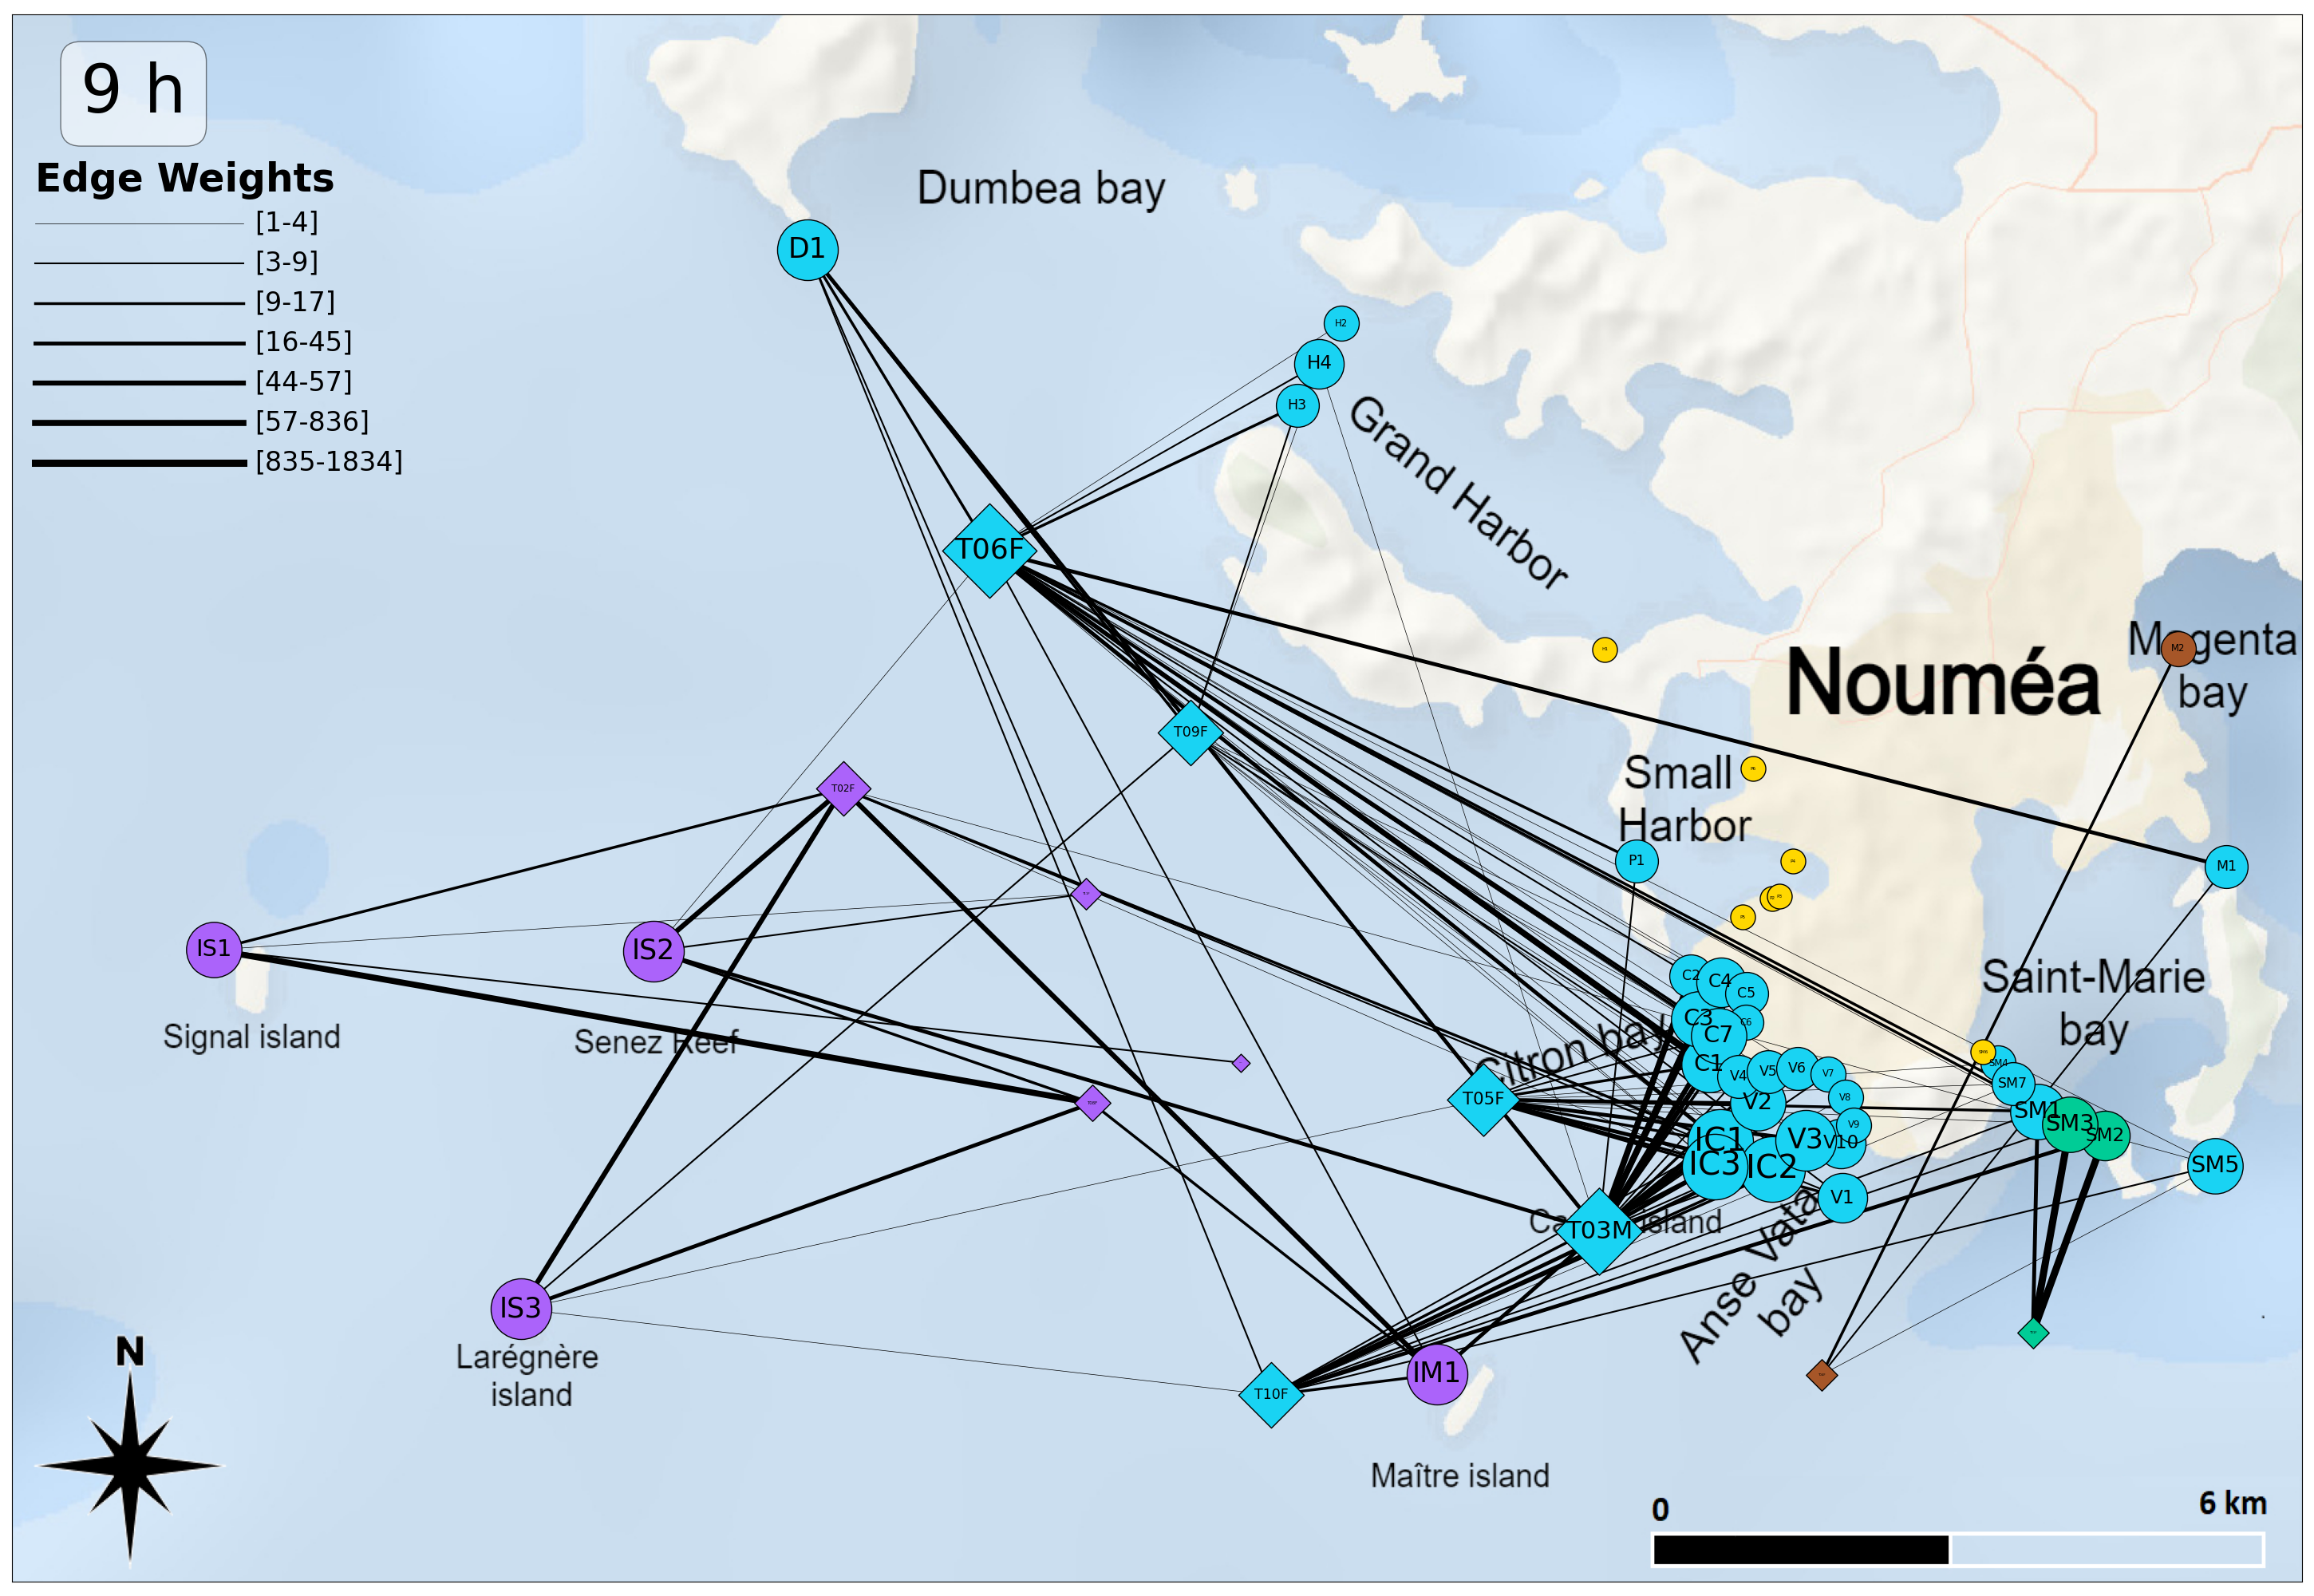 9 h
Edge Weights
[1-4]
[3-9]
[9-17]
[16-45]
[44-57]
[57-836]
[835-1834]
Dumbea bay
D1
H2
H4
H3
Grand Harbor
T06F
H1
Nouméa
Magenta
bay
M2
T09F
Small
Harbor
T02F
P1
M1
IS1
IS2
Signal island
Senez Reef
Saint-Marie
bay
C2
C4
C5
C3
C6
C7
C1
Citron bay
V4
V5
V6
V7
V2
V8
V9
T05F
IC1
V3
V10
IC3
IC2
V1
SM4
SM7
SM1
SM3
SM2
SM5
T03M
island
Anse Vata
bay
IS3
Larégnère
island
T10F
IM1
Maître island
N
0
6 km